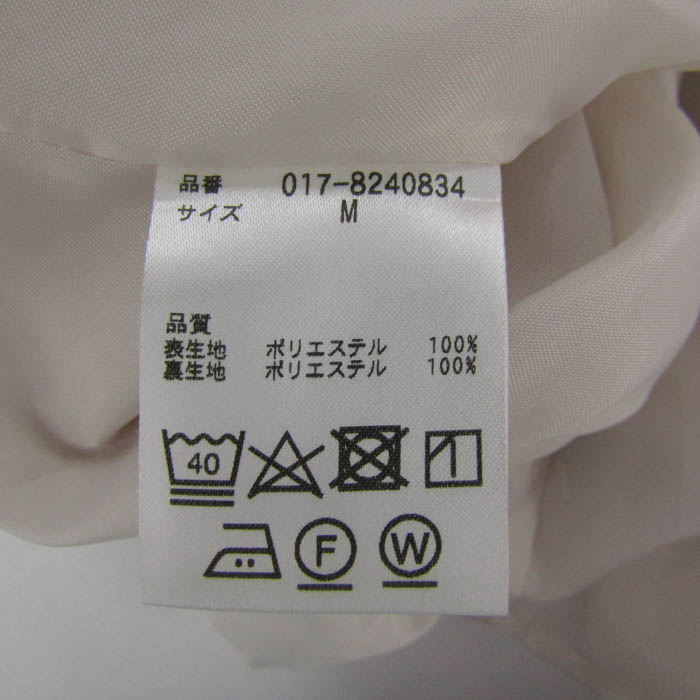 品番 017-8240834
サイズ M
品質
表生地 ポリエステル 100%
裏生地 ポリエステル 100%
40
F W